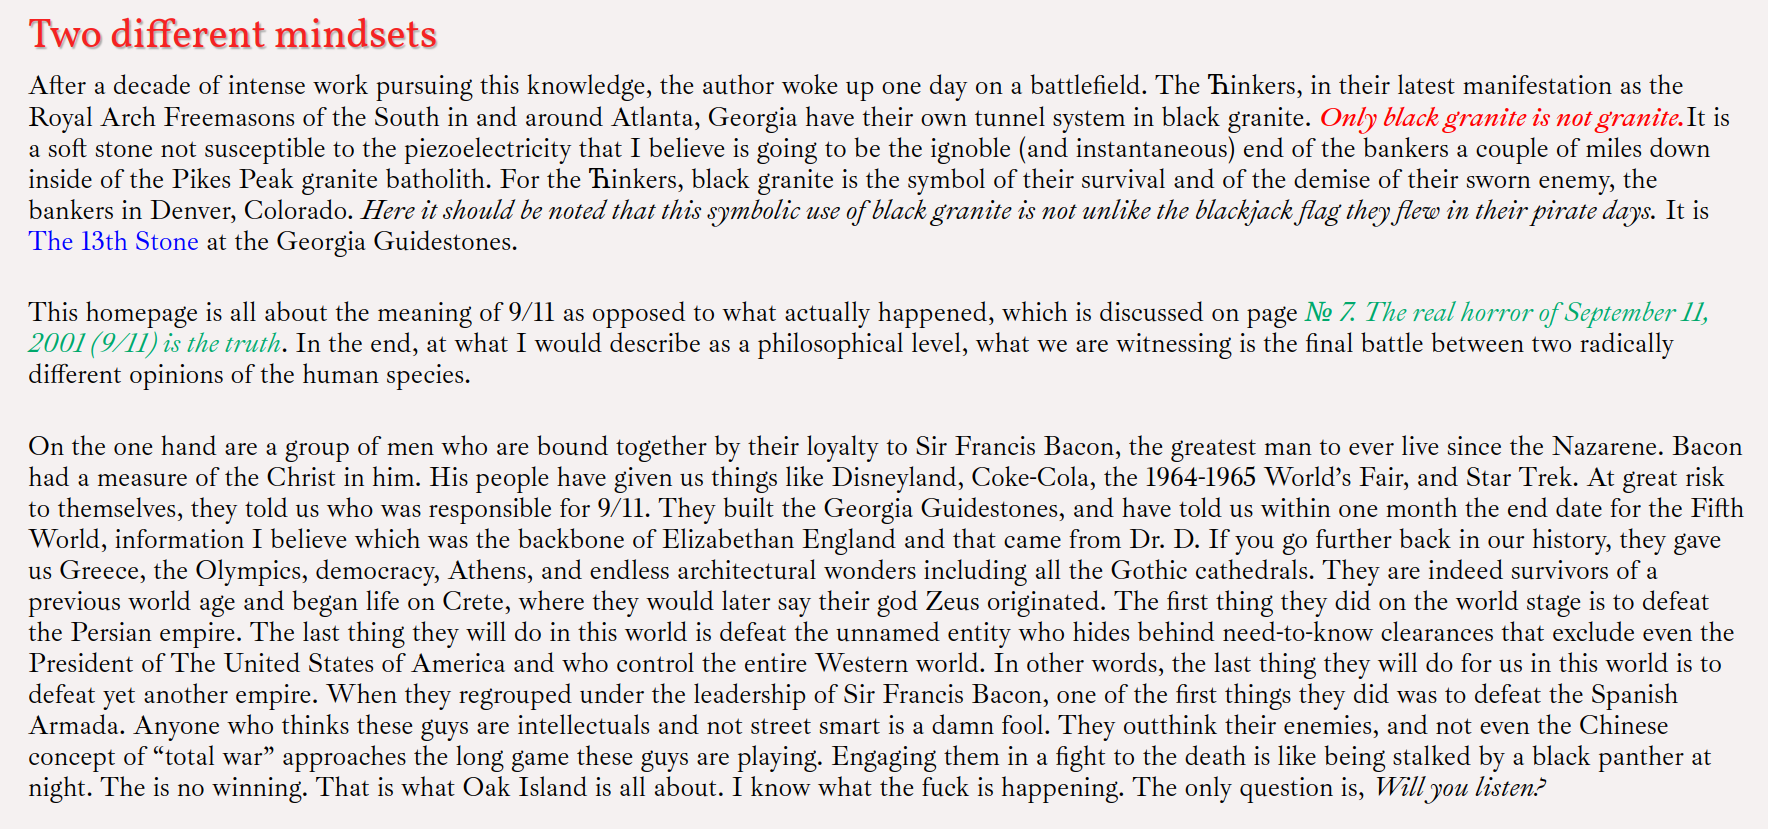 Two different mindsets
After a decade of intense work pursuing this knowledge, the author woke up one day on a battlefield. The Thinkers, in their latest manifestation as the
Royal Arch Freemasons of the South in and around Atlanta, Georgia have their own tunnel system in black granite. Only black granite is not granite. It is
a soft stone not susceptible to the piezoelectricity that I believe is going to be the ignoble (and instantaneous) end of the bankers a couple of miles down
inside of the Pikes Peak granite batholith. For the Thinkers, black granite is the symbol of their survival and of the demise of their sworn enemy, the
bankers in Denver, Colorado. Here it should be noted that this symbolic use of black granite is not unlike the blackjack flag they flew in their pirate days. It is
The 13th Stone at the Georgia Guidestones.
This homepage is all about the meaning of 9/11 as opposed to what actually happened, which is discussed on page № 7. The real horror of September 11,
2001 (9/11) is the truth. In the end, at what I would describe as a philosophical level, what we are witnessing is the final battle between two radically
different opinions of the human species.
On the one hand are a group of men who are bound together by their loyalty to Sir Francis Bacon, the greatest man to ever live since the Nazarene. Bacon
had a measure of the Christ in him. His people have given us things like Disneyland, Coke-Cola, the 1964-1965 World's Fair, and Star Trek. At great risk
to themselves, they told us who was responsible for 9/11. They built the Georgia Guidestones, and have told us within one month the end date for the Fifth
World, information I believe which was the backbone of Elizabethan England and that came from Dr. D. If you go further back in our history, they gave
us Greece, the Olympics, democracy, Athens, and endless architectural wonders including all the Gothic cathedrals. They are indeed survivors of a
previous world age and began life on Crete, where they would later say their god Zeus originated. The first thing they did on the world stage is to defeat
the Persian empire. The last thing they will do in this world is defeat the unnamed entity who hides behind need-to-know clearances that exclude even the
President of The United States of America and who control the entire Western world. In other words, the last thing they will do for us in this world is to
defeat yet another empire. When they regrouped under the leadership of Sir Francis Bacon, one of the first things they did was to defeat the Spanish
Armada. Anyone who thinks these guys are intellectuals and not street smart is a damn fool. They outthink their enemies, and not even the Chinese
concept of “total war” approaches the long game these guys are playing. Engaging them in a fight to the death is like being stalked by a black panther at
night. The is no winning. That is what Oak Island is all about. I know what the fuck is happening. The only question is, Will you listen?